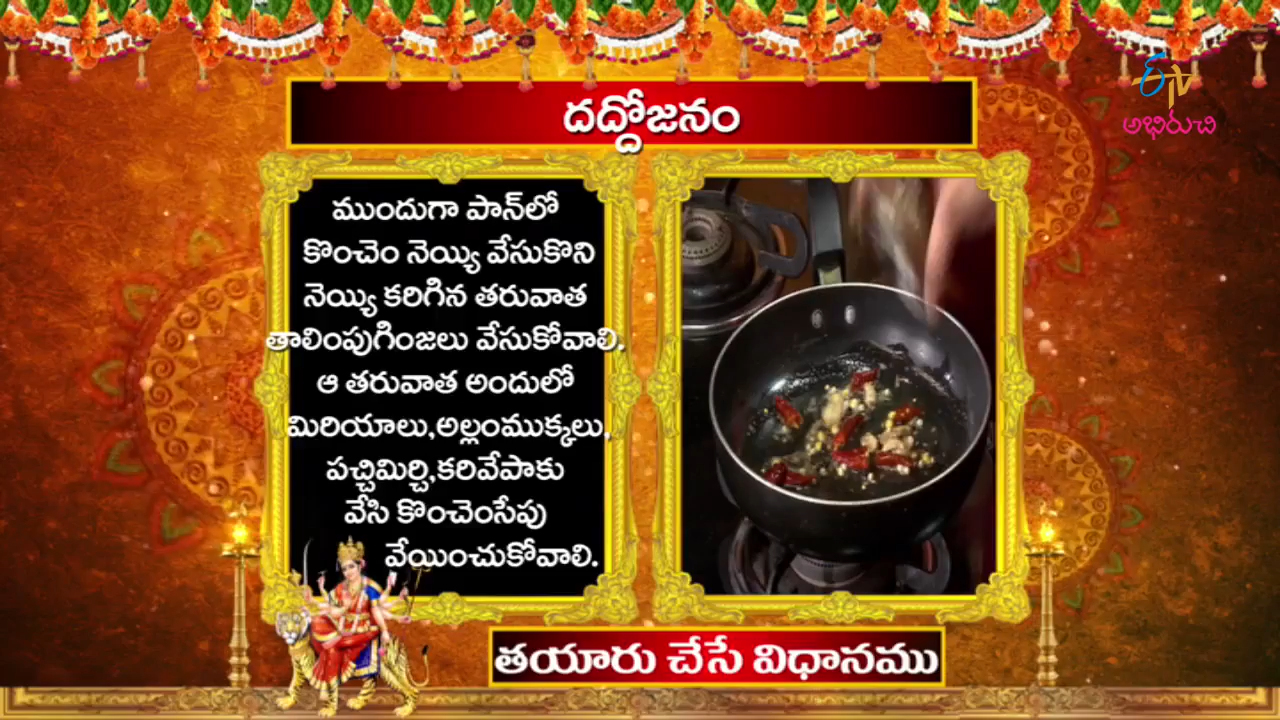 దద్దోజనం
ETV
అభిరుచి
ముందుగా పాన్‌లో
కొంచెం నెయ్యి వేసుకొని
నెయ్యి కరిగిన తరువాత
తాలింపుగింజలు వేసుకోవాలి.
ఆ తరువాత అందులో
మిరియాలు,అల్లంముక్కలు,
పచ్చిమిర్చి,కరివేపాకు
వేసి కొంచెంసేపు
వేయించుకోవాలి.
తయారు చేసే విధానము